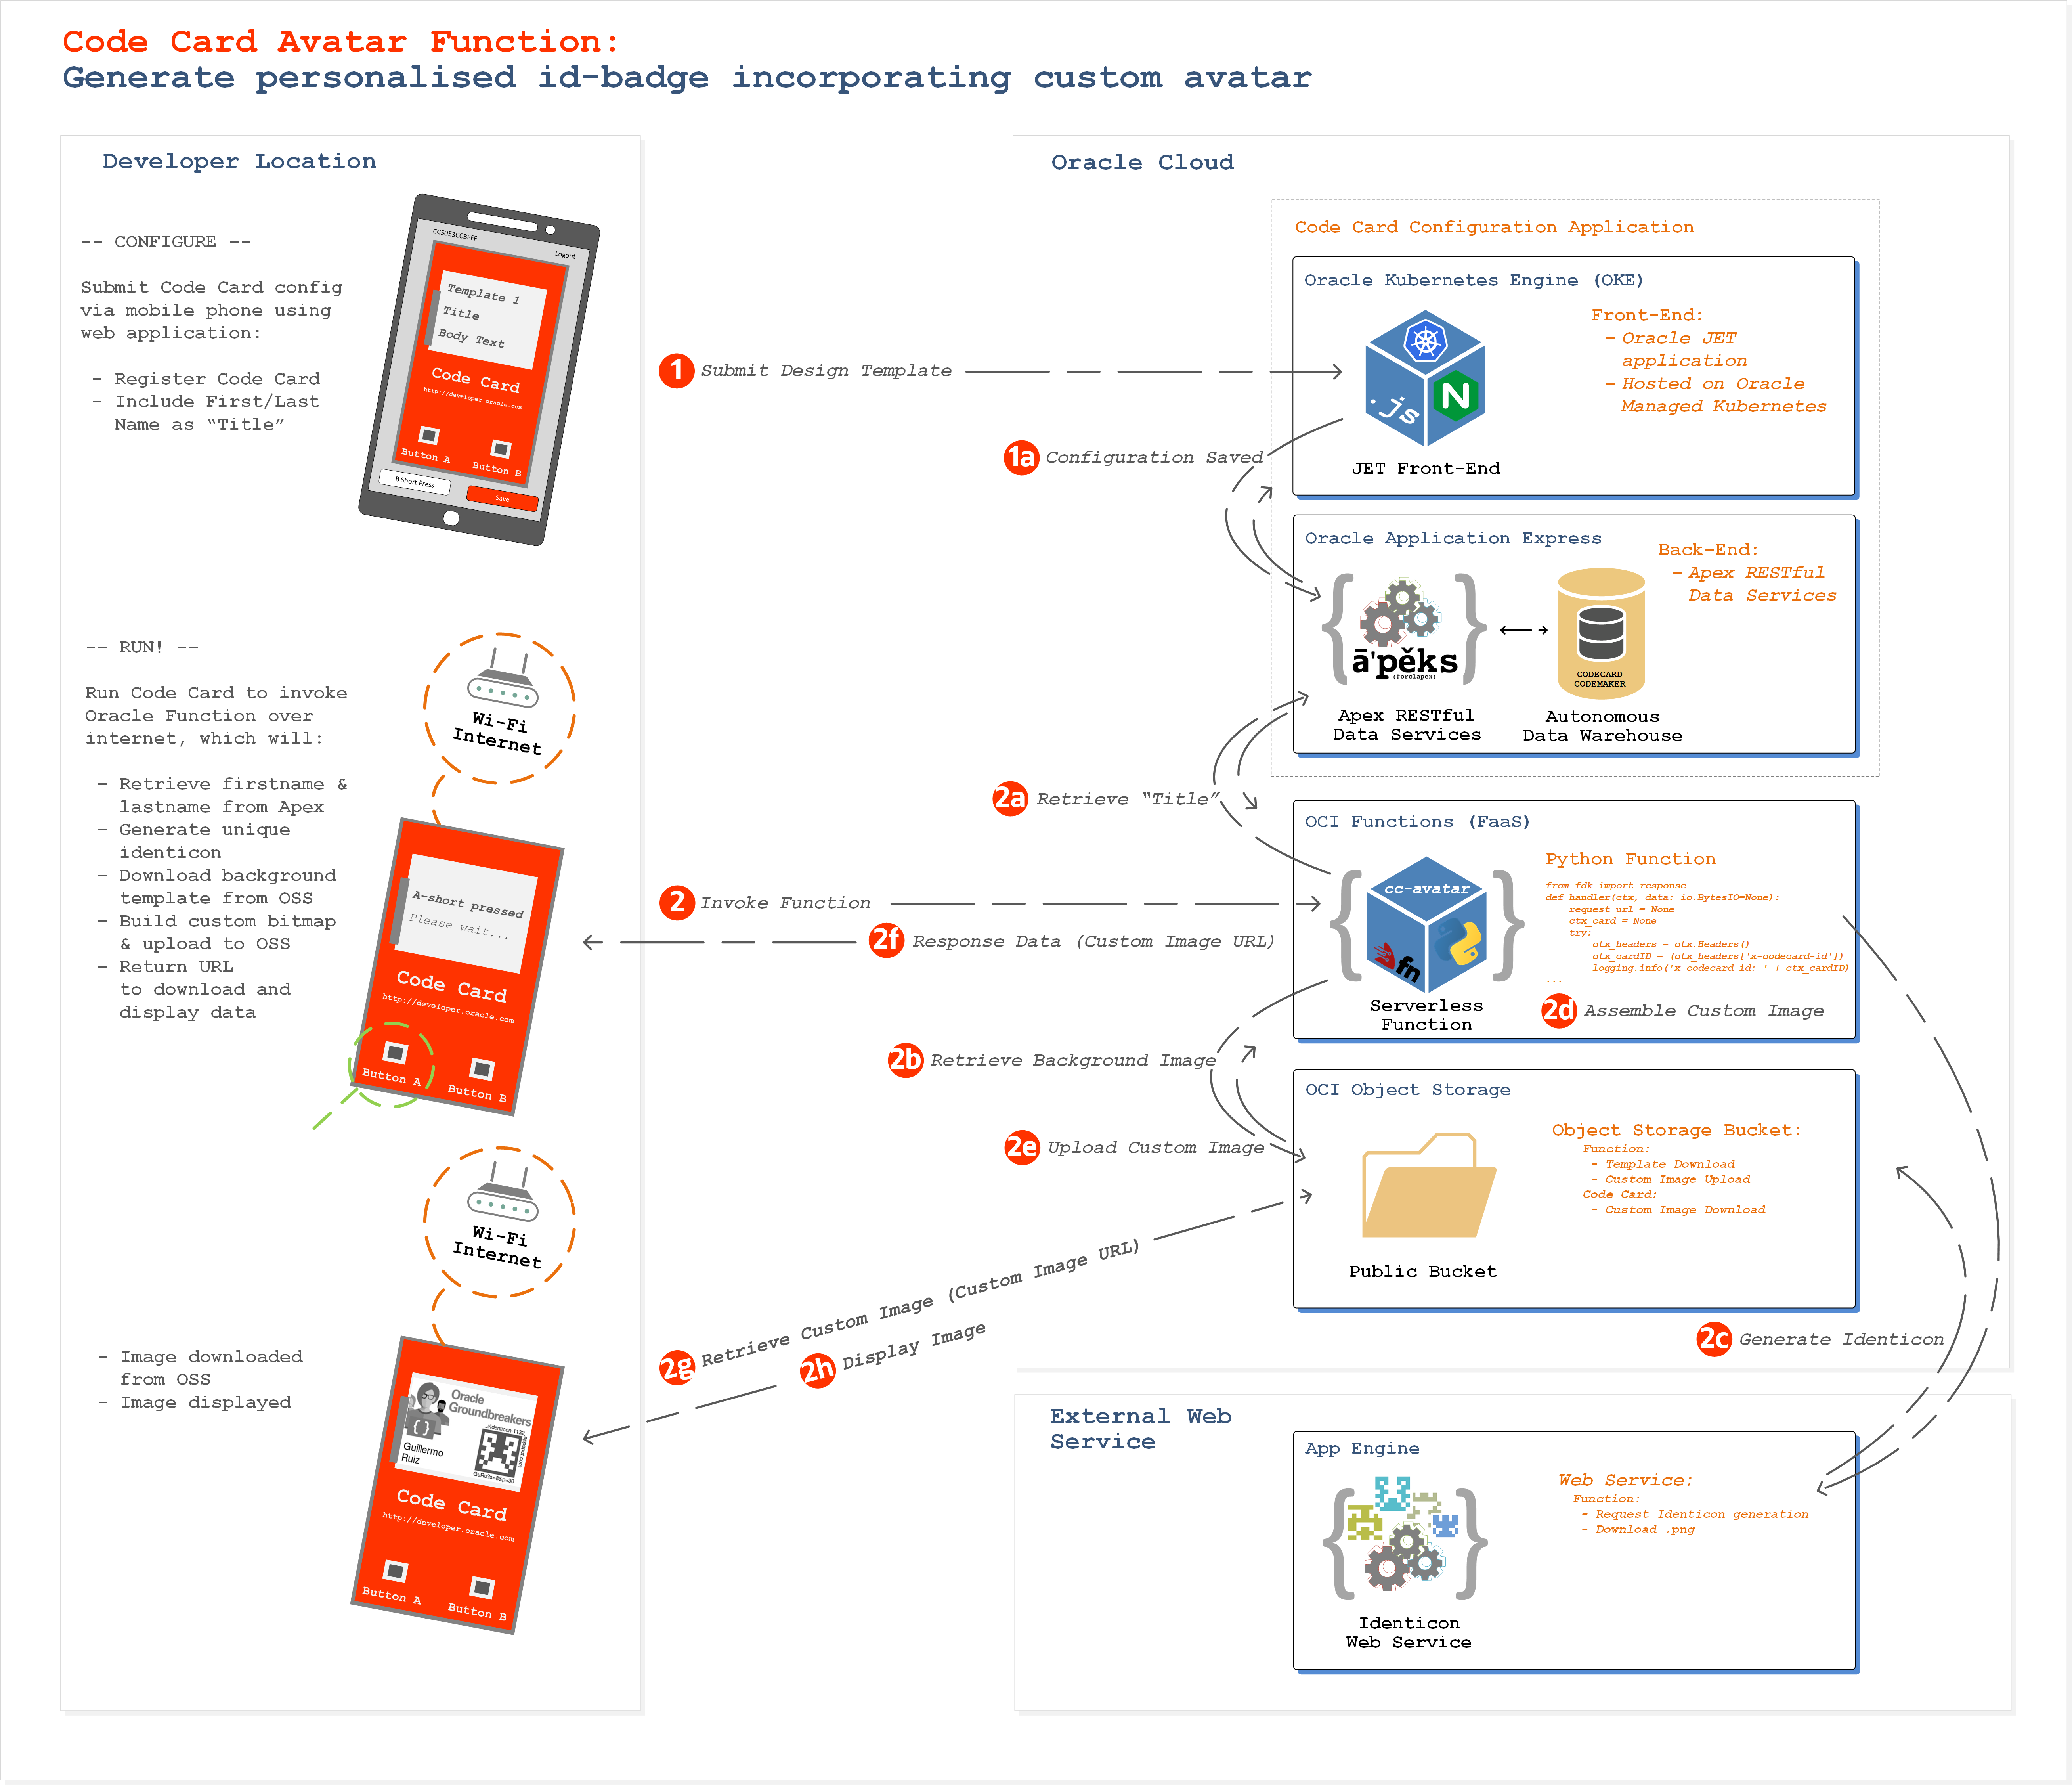 Code Card Avatar Function:
Generate personalised id-badge incorporating custom avatar
Developer Location
-- CONFIGURE --
Submit Code Card config
via mobile phone using
web application:
- Register Code Card
- Include First/Last
Name as “Title”
CC50E3CCBFFF
Logout
Template 1
Title
Body Text
Code Card
http://developer.oracle.com
Button A
Button B
B Short Press
Save
-- RUN! --
Run Code Card to invoke
Oracle Function over
internet, which will:
- Retrieve firstname &
lastname from Apex
- Generate unique
identicon
- Download background
template from OSS
- Build custom bitmap
& upload to OSS
- Return URL
to download and
display data
Wi-Fi
Internet
A-short pressed
Please wait...
Code Card
http://developer.oracle.com
Button A
Button B
Wi-Fi
Internet
- Image downloaded
from OSS
- Image displayed
Oracle
Groundbreakers
Guillermo
Ruiz
Code Card
http://developer.oracle.com
Button A
Button B
1 Submit Design Template
1a Configuration Saved
2a Retrieve “Title”
2 Invoke Function
2f Response Data (Custom Image URL)
2b Retrieve Background Image
2e Upload Custom Image
2g Retrieve Custom Image (Custom Image URL)
2h Display Image
Oracle Cloud
Code Card Configuration Application
Oracle Kubernetes Engine (OKE)
.js
N
JET Front-End
Front-End:
- Oracle JET
application
- Hosted on Oracle
Managed Kubernetes
Oracle Application Express
ā'pěks
(#orclapex)
Apex RESTful
Data Services
CODECARD
CODEMAKER
Autonomous
Data Warehouse
Back-End:
- Apex RESTful
Data Services
OCI Functions (FaaS)
cc-avatar
fn
Serverless
Function
Python Function
from fdk import response
def handler(ctx, data: io.BytesIO=None):
request_url = None
ctx_card = None
try:
ctx_headers = ctx.Headers()
ctx_cardID = (ctx_headers['x-codecard-id'])
logging.info('x-codecard-id: ' + ctx_cardID)
...
2d Assemble Custom Image
OCI Object Storage
Public Bucket
Object Storage Bucket:
Function:
- Template Download
- Custom Image Upload
Code Card:
- Custom Image Download
2c Generate Identicon
External Web
Service
App Engine
Identicon
Web Service
Web Service:
Function:
- Request Identicon generation
- Download .png